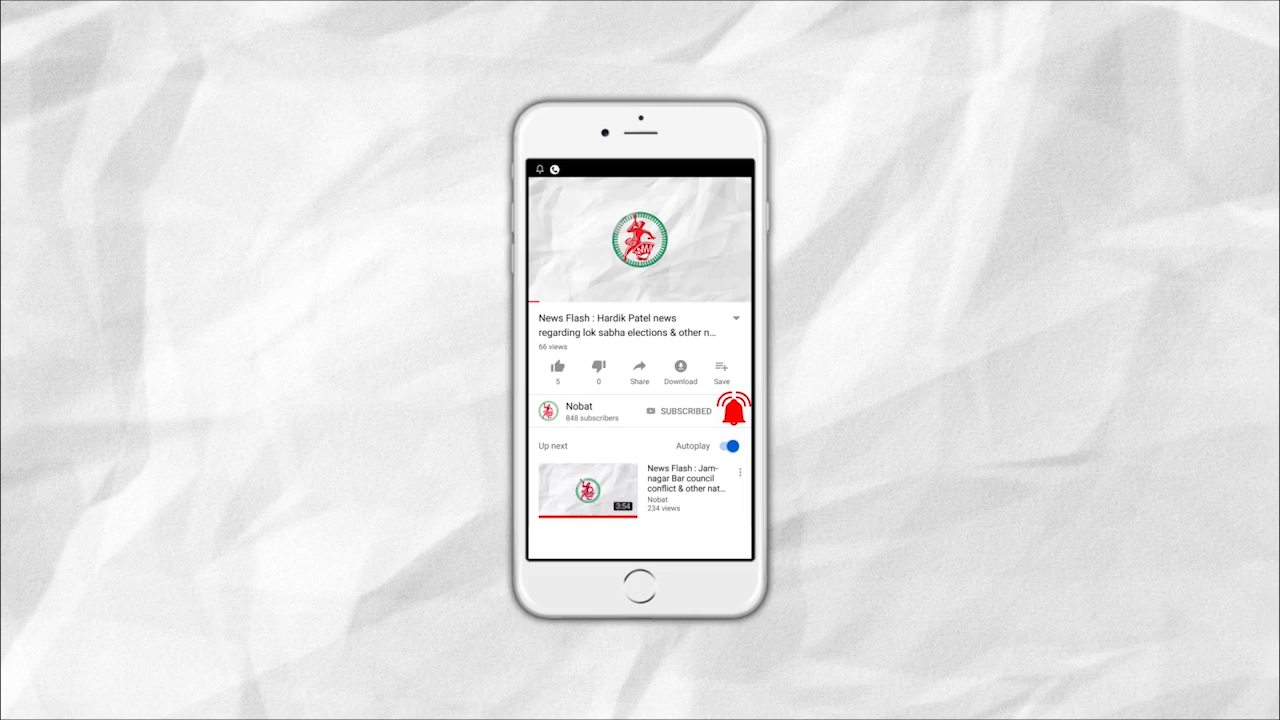 News Flash : Hardik Patel news
regarding lok sabha elections & other n...
66 views
5
0
Share
Download
Save
Nobat
848 subscribers
SUBSCRIBED
Up next
Autoplay
3:54
News Flash : Jam-
nagar Bar council
conflict & other nat...
Nobat
234 views